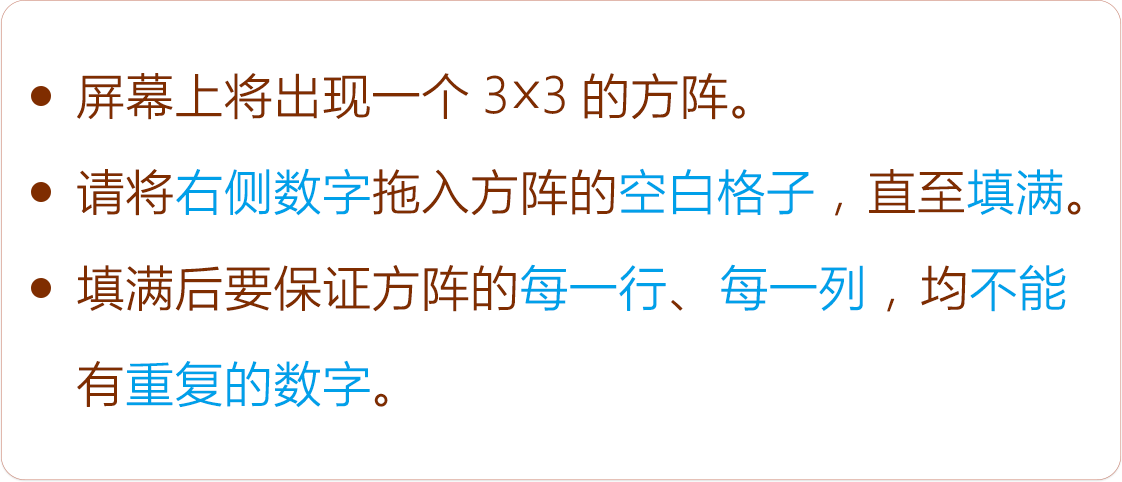 • 屏幕上将出现一个 3×3 的方阵。
• 请将右侧数字拖入方阵的空白格子，直至填满。
• 填满后要保证方阵的每一行、每一列，均不能
有重复的数字。